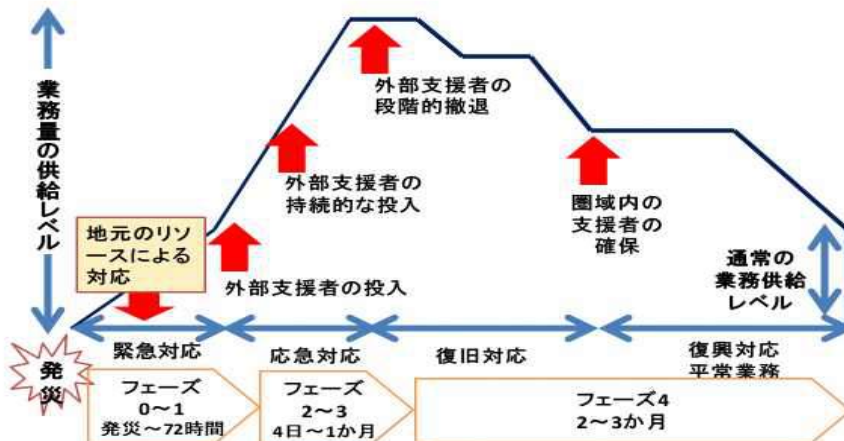 業務量の供給レベル
外部支援者の
段階的撤退
外部支援者の
持続的な投入
圏域内の
支援者の
確保
地元のリソ
ースによる
対応
外部支援者の投入
通常の
業務供給
レベル
緊急対応
応急対応
復旧対応
復興対応
平常業務
発災
フェーズ
0～1
発災～72時間
フェーズ
2～3
4日～1か月
フェーズ4
2～3か月